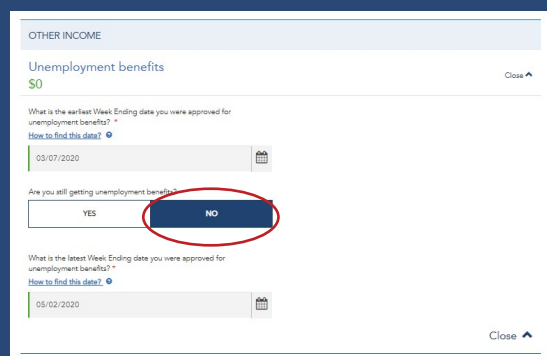 OTHER INCOME
Unemployment benefits
$0
Close
What is the earliest Week Ending date you were approved for
unemployment benefits? *
How to find this date?
03/07/2020
Are you still getting unemployment benefits?
YES
NO
What is the latest Week Ending date you were approved for
unemployment benefits? *
How to find this date?
05/02/2020
Close